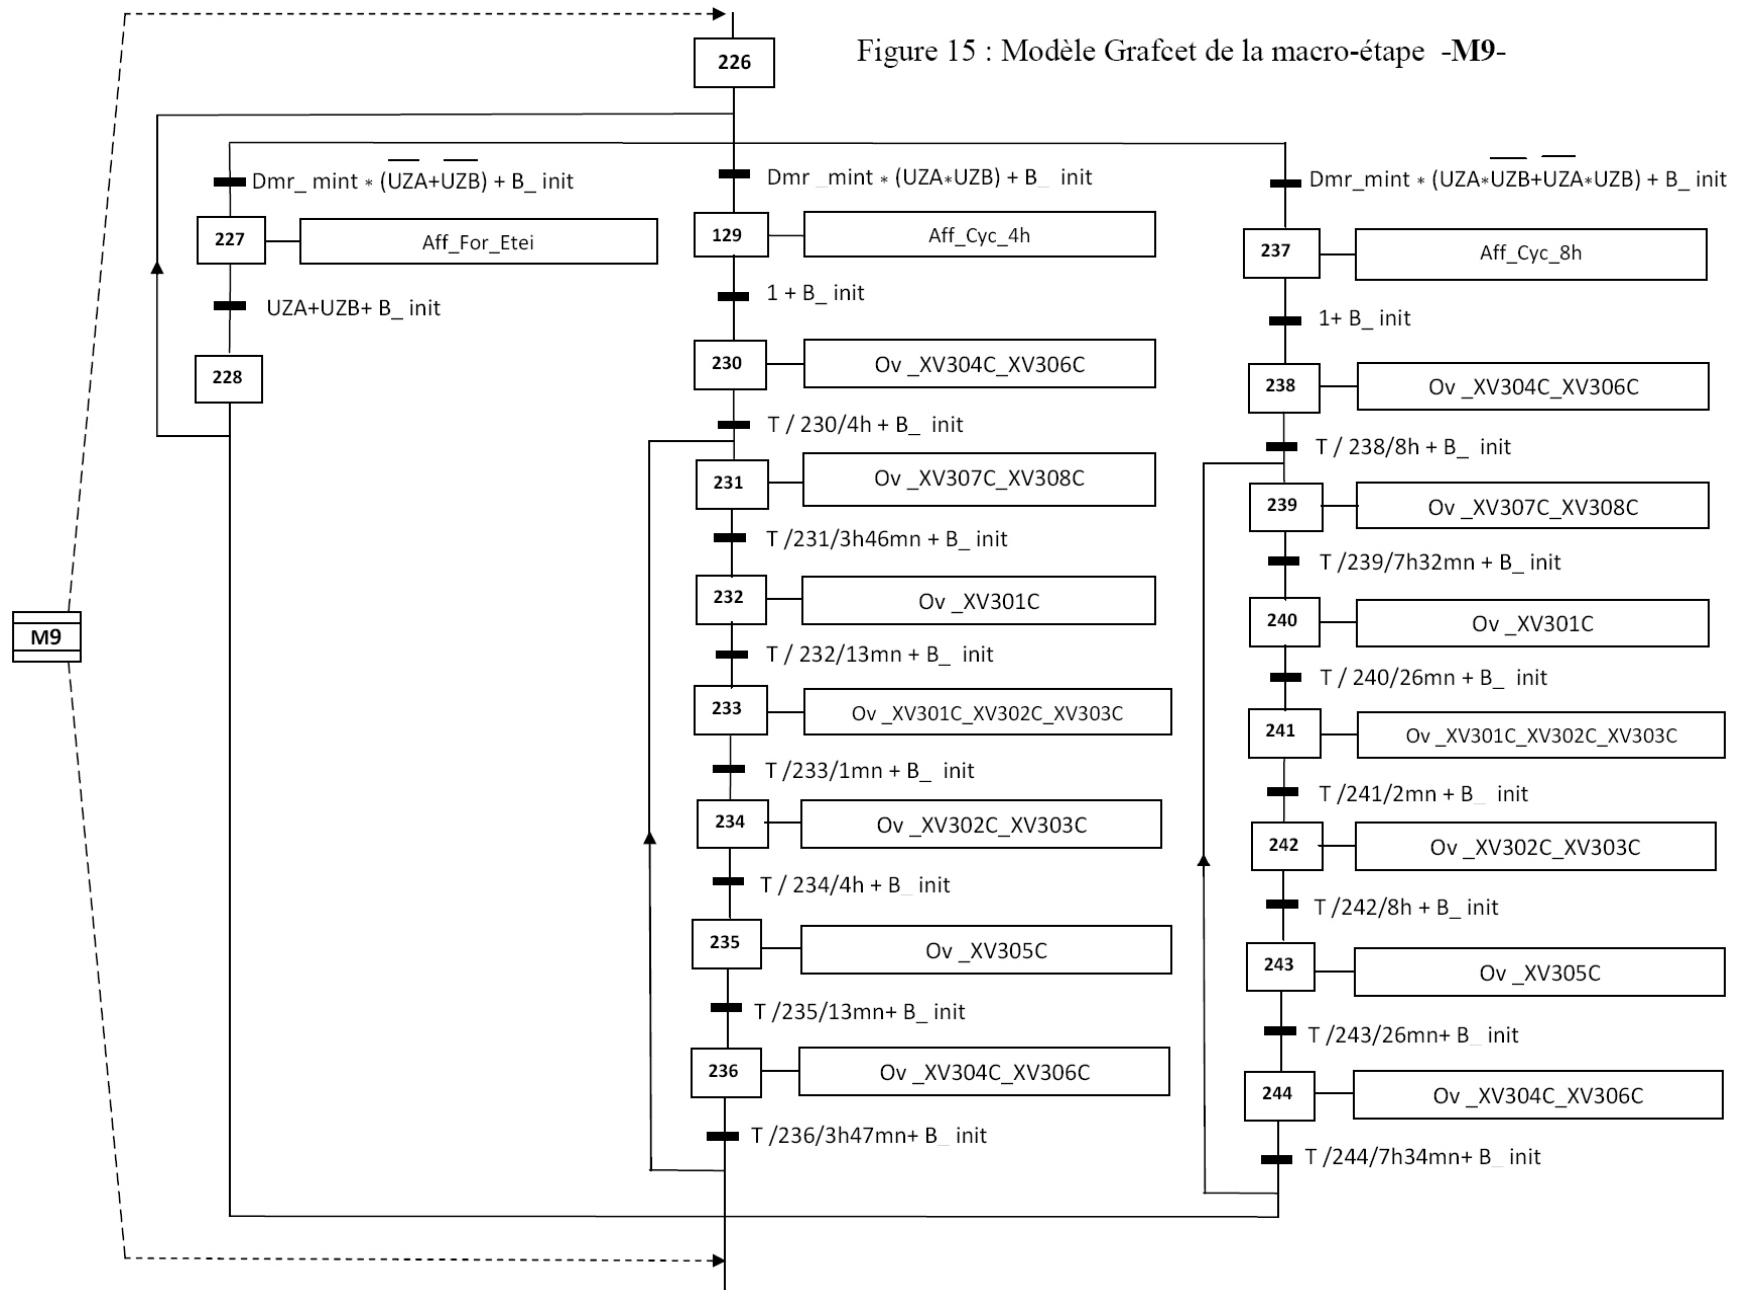 Figure 15 : Modèle Grafcet de la macro-étape -M9-
226
Dmr_ mint * (U̅Z̅A̅+U̅Z̅B̅) + B_ init
227
Aff_For_Etei
UZA+UZB+ B_ init
228
Dmr _mint * (UZA*UZB) + B_ init
129
Aff_Cyc_4h
1 + B_ init
230
Ov _XV304C_XV306C
T / 230/4h + B_ init
231
Ov _XV307C_XV308C
T /231/3h46mn + B_ init
232
Ov _XV301C
T / 232/13mn + B_ init
233
Ov _XV301C_XV302C_XV303C
T /233/1mn + B_ init
234
Ov _XV302C_XV303C
T / 234/4h + B_ init
235
Ov _XV305C
T /235/13mn+ B_ init
236
Ov _XV304C_XV306C
T /236/3h47mn+ B_ init
Dmr_mint * (UZA*U̅Z̅B̅+U̅Z̅A̅*UZB) + B_ init
237
Aff_Cyc_8h
1+ B_ init
238
Ov _XV304C_XV306C
T / 238/8h + B_ init
239
Ov _XV307C_XV308C
T /239/7h32mn + B_ init
240
Ov _XV301C
T / 240/26mn + B_ init
241
Ov _XV301C_XV302C_XV303C
T /241/2mn + B_ init
242
Ov _XV302C_XV303C
T /242/8h + B_ init
243
Ov _XV305C
T /243/26mn+ B_ init
244
Ov _XV304C_XV306C
T /244/7h34mn+ B_ init
M9